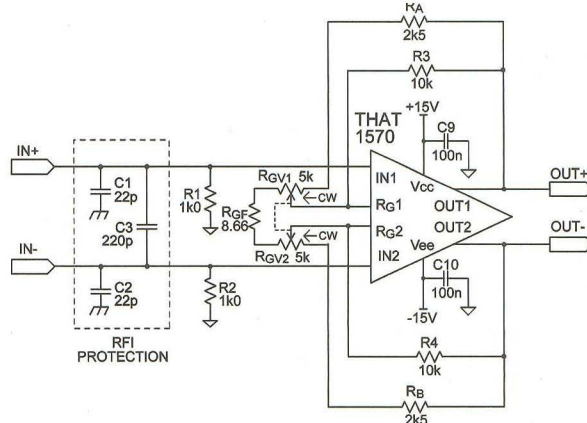 RA
2k5
R3
10k
THAT
1570
+15V
C9
100n
IN+
C1
22p
R1
1k0
RGV1 5k
CW
IN1
Vcc
OUT+
RG1
OUT1
C3
220p
RGF
8.66
CW
RG2
OUT2
OUT-
IN-
RGV2 5k
IN2
Vee
C10
100n
C2
22p
R2
1k0
-15V
RFI
PROTECTION
R4
10k
RB
2k5